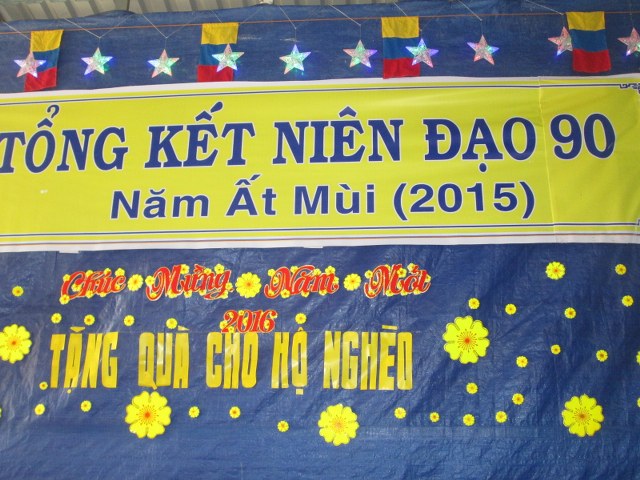 TỔNG KẾT NIÊN ĐẠO 90
Năm Ất Mùi (2015)
Chúc Mừng Năm Mới
2016
TẶNG QUÀ CHO HỘ NGHÈO